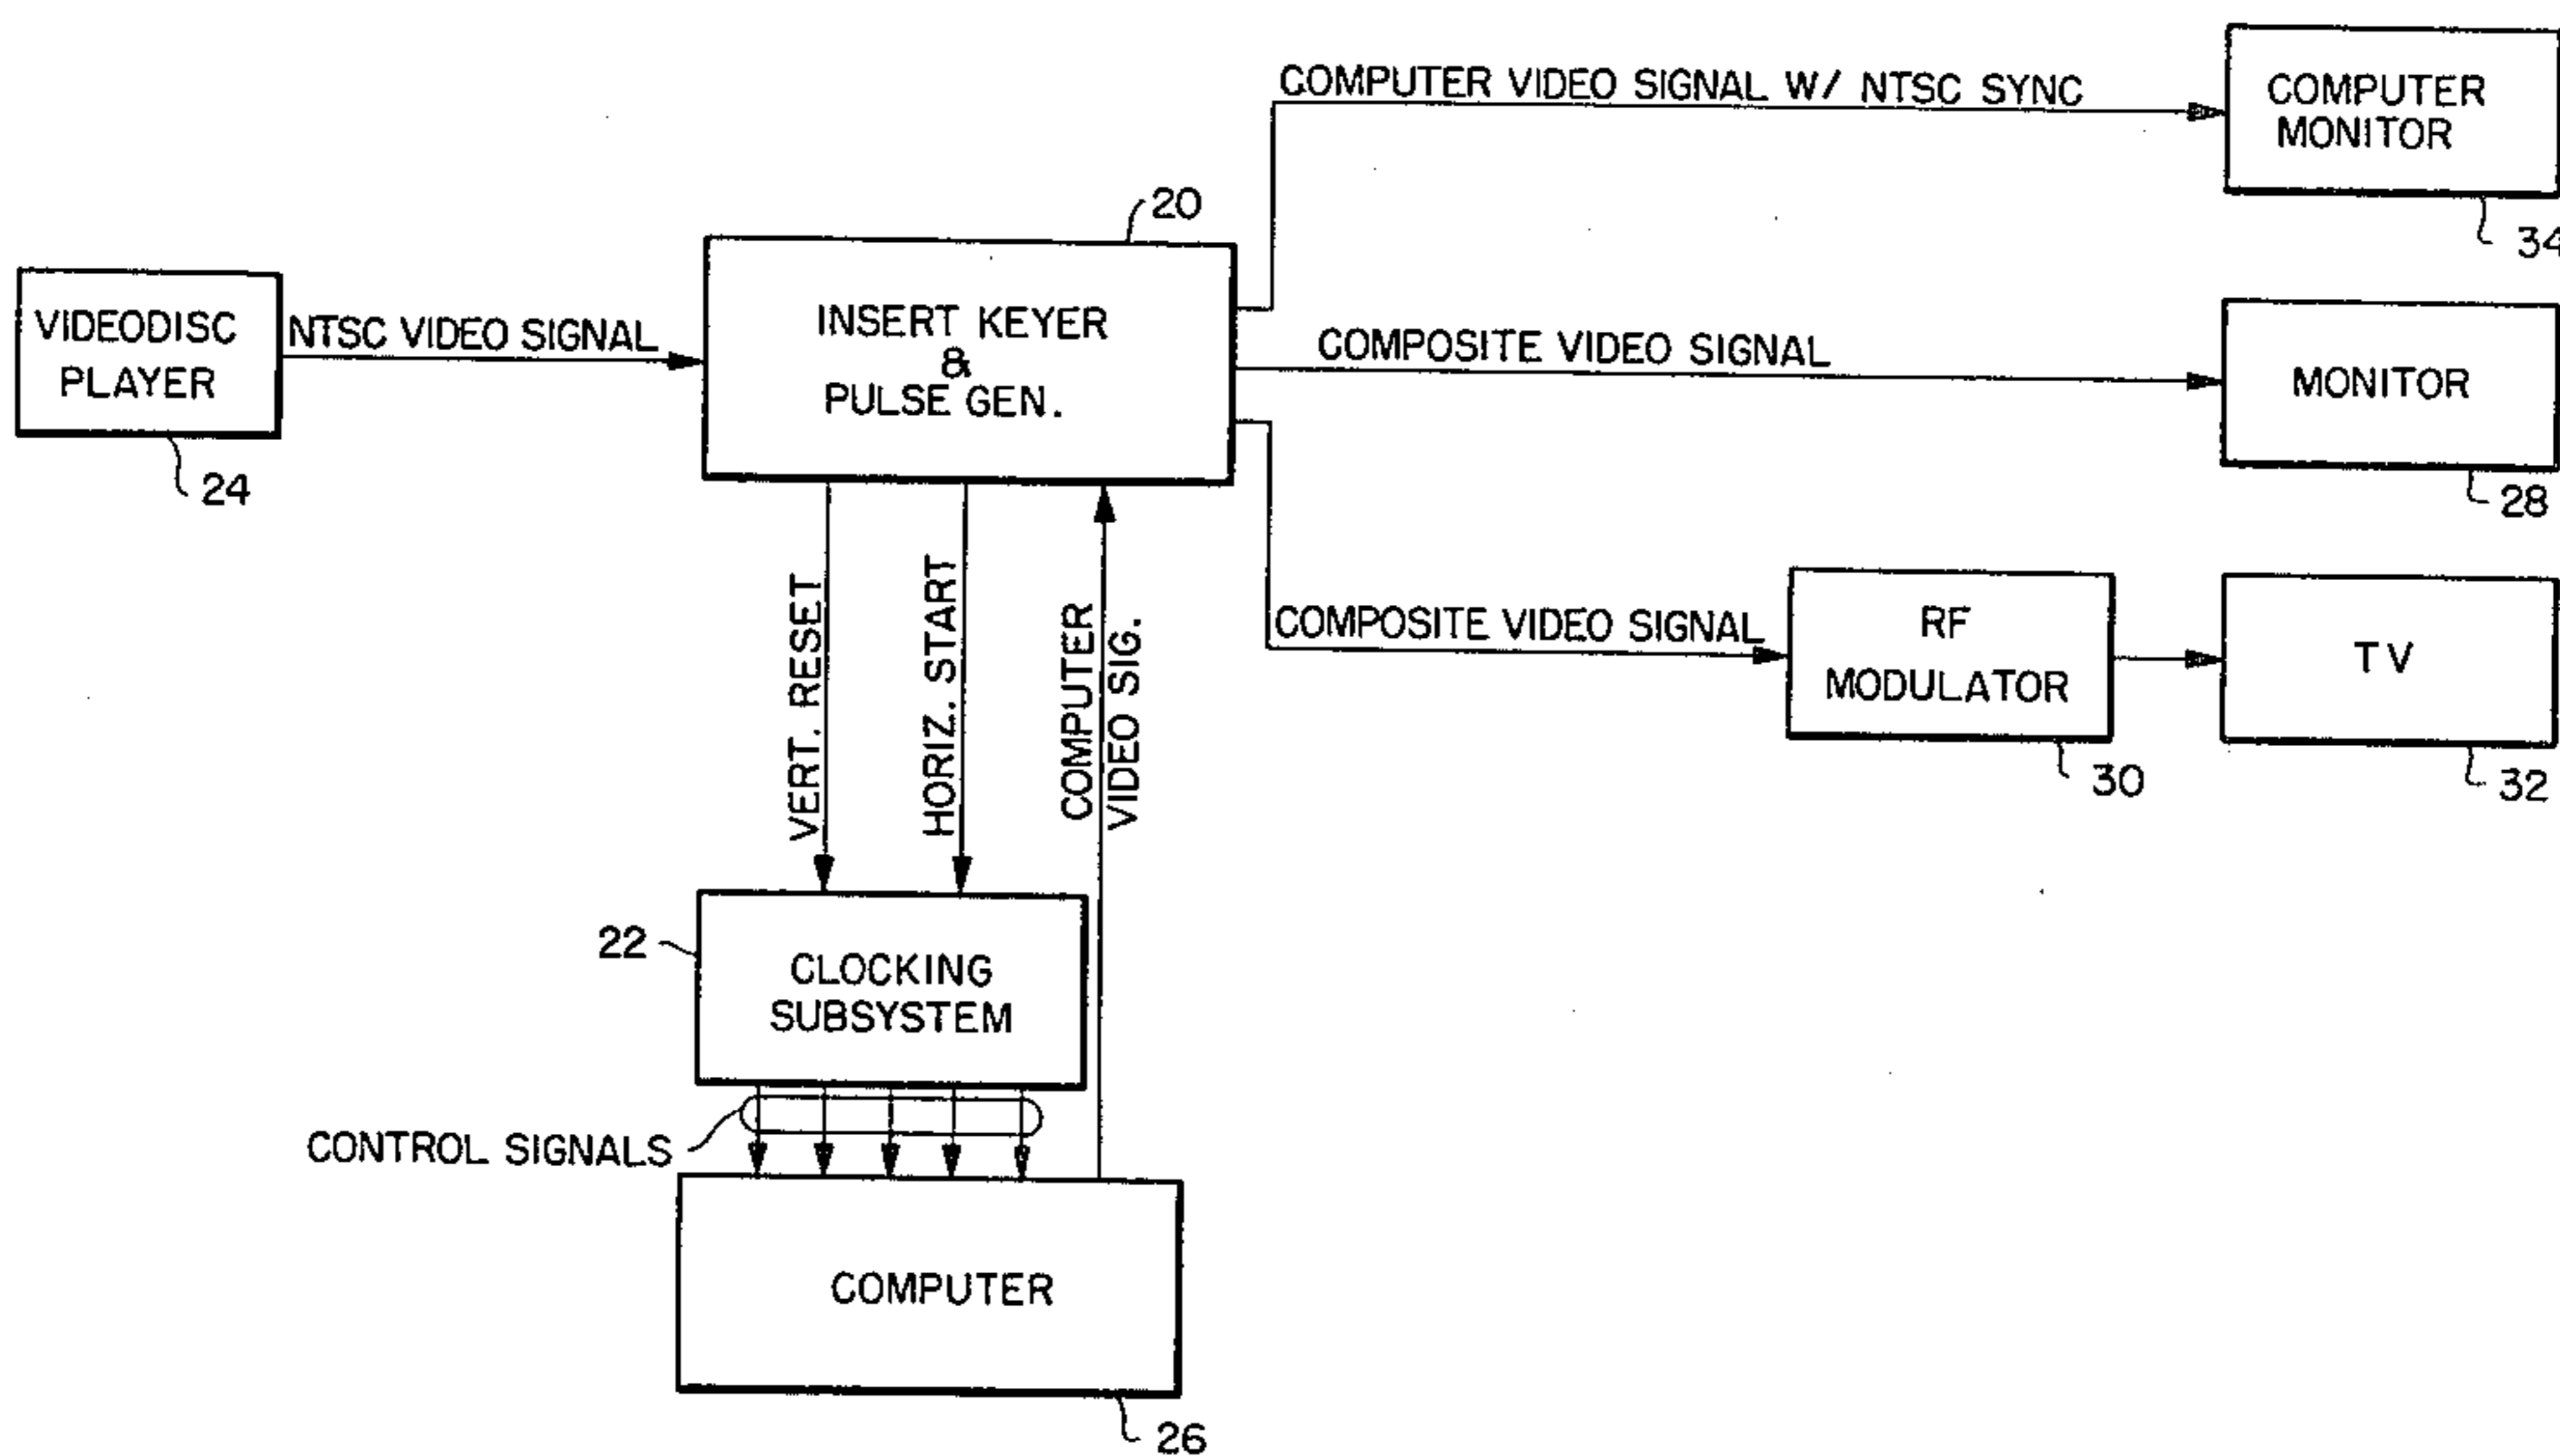 COMPUTER VIDEO SIGNAL W/ NTSC SYNC
COMPUTER
MONITOR
34
20
VIDEODISC
PLAYER
24
NTSC VIDEO SIGNAL
INSERT KEYER
&
PULSE GEN.
COMPOSITE VIDEO SIGNAL
MONITOR
28
COMPOSITE VIDEO SIGNAL
RF
MODULATOR
30
TV
32
VERT. RESET
HORIZ. START
COMPUTER
VIDEO SIG.
22
CLOCKING
SUBSYSTEM
CONTROL SIGNALS
COMPUTER
26